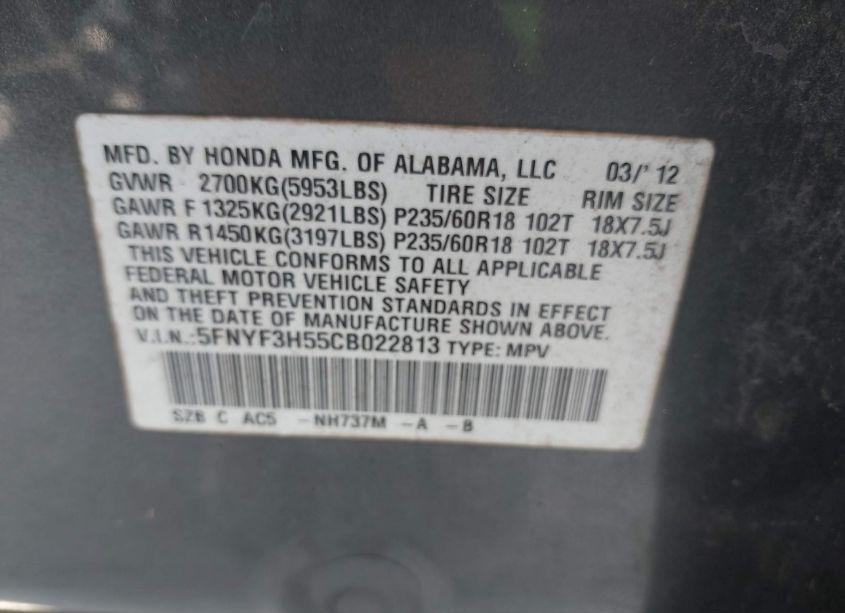 MFD. BY HONDA MFG. OF ALABAMA, LLC 03/'12
GVWR 2700KG(5953LBS) TIRE SIZE RIM SIZE
GAWR F 1325KG(2921LBS) P235/60R18 102T 18X7.5J
GAWR R1450KG(3197LBS) P235/60R18 102T 18X7.5J
THIS VEHICLE CONFORMS TO ALL APPLICABLE
FEDERAL MOTOR VEHICLE SAFETY
AND THEFT PREVENTION STANDARDS IN EFFECT
ON THE DATE OF MANUFACTURE SHOWN ABOVE.
V.I.N.:5FNYF3H55CB022813 TYPE: MPV
SZB C AC5 -NH737M -A -B